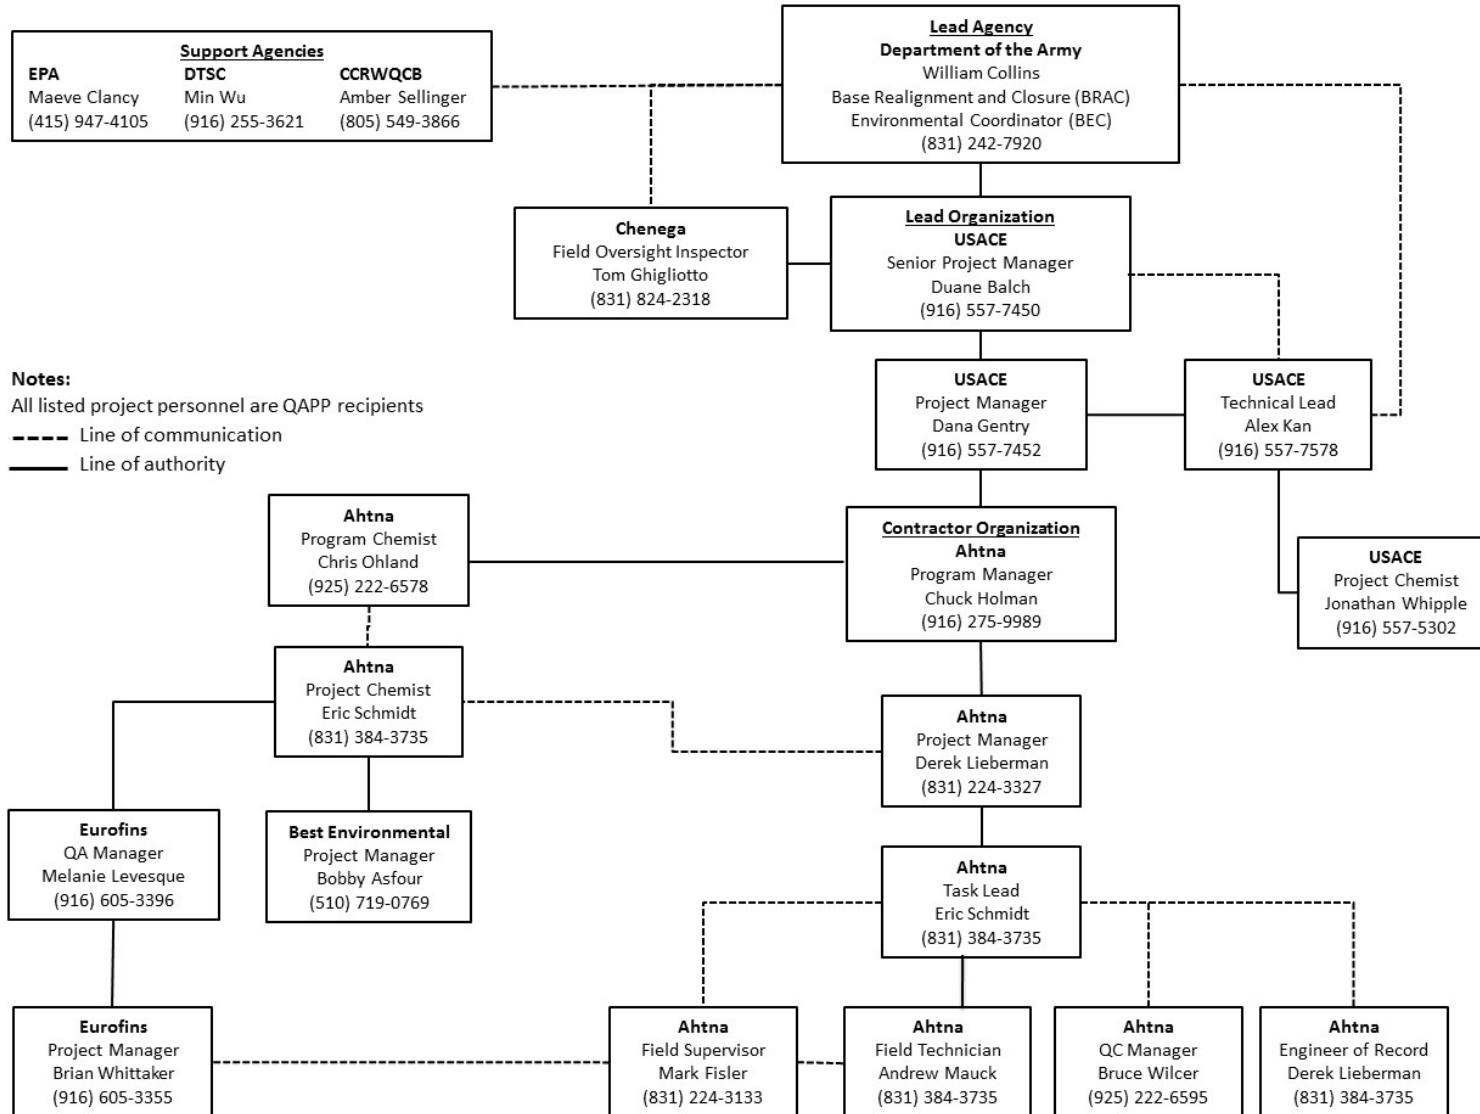 Support Agencies
EPA DTSC CCRWQCB
Maeve Clancy Min Wu Amber Sellinger
(415) 947-4105 (916) 255-3621 (805) 549-3866
Lead Agency
Department of the Army
William Collins
Base Realignment and Closure (BRAC)
Environmental Coordinator (BEC)
(831) 242-7920
Chenega
Field Oversight Inspector
Tom Ghigliotto
(831) 824-2318
Lead Organization
USACE
Senior Project Manager
Duane Balch
(916) 557-7450
Notes:
All listed project personnel are QAPP recipients
Line of communication
Line of authority
USACE
Project Manager
Dana Gentry
(916) 557-7452
USACE
Technical Lead
Alex Kan
(916) 557-7578
Ahtna
Program Chemist
Chris Ohland
(925) 222-6578
Contractor Organization
Ahtna
Program Manager
Chuck Holman
(916) 275-9989
USACE
Project Chemist
Jonathan Whipple
(916) 557-5302
Ahtna
Project Chemist
Eric Schmidt
(831) 384-3735
Ahtna
Project Manager
Derek Lieberman
(831) 224-3327
Eurofins
QA Manager
Melanie Levesque
(916) 605-3396
Best Environmental
Project Manager
Bobby Asfour
(510) 719-0769
Ahtna
Task Lead
Eric Schmidt
(831) 384-3735
Eurofins
Project Manager
Brian Whittaker
(916) 605-3355
Ahtna
Field Supervisor
Mark Fisler
(831) 224-3133
Ahtna
Field Technician
Andrew Mauck
(831) 384-3735
Ahtna
QC Manager
Bruce Wilcer
(925) 222-6595
Ahtna
Engineer of Record
Derek Lieberman
(831) 384-3735